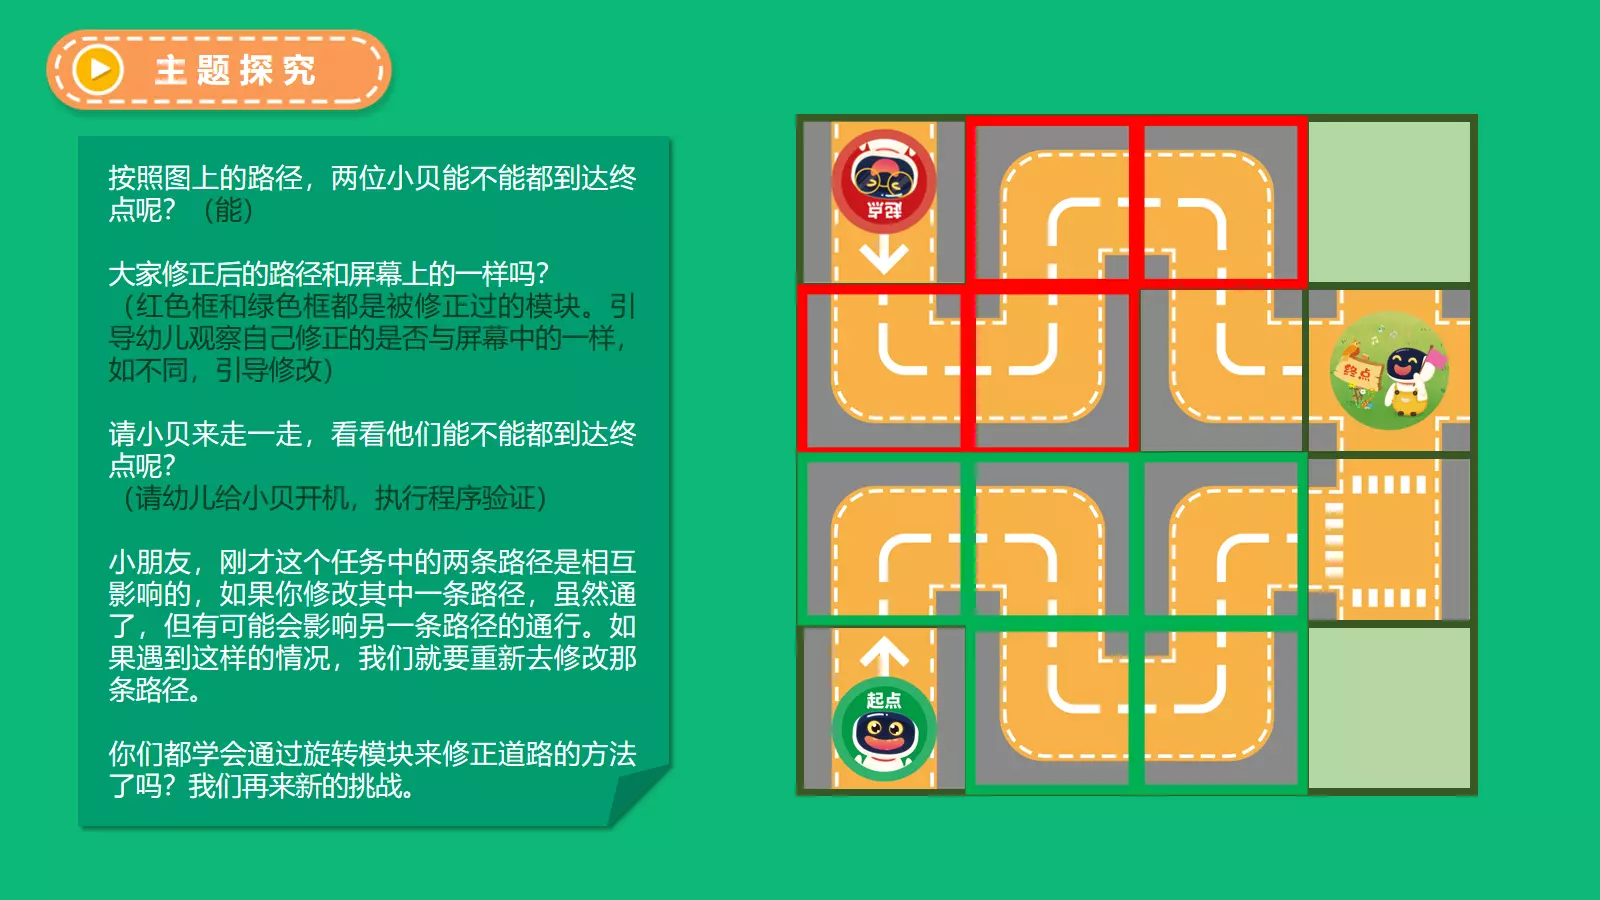 主题探究
按照图上的路径，两位小贝能不能都到达终
点呢？（能）
大家修正后的路径和屏幕上的一样吗？
（红色框和绿色框都是被修正过的模块。引
导幼儿观察自己修正的是否与屏幕中的一样，
如不同，引导修改）
请小贝来走一走，看看他们能不能都到达终
点呢？
（请幼儿给小贝开机，执行程序验证）
小朋友，刚才这个任务中的两条路径是相互
影响的，如果你修改其中一条路径，虽然通
了，但有可能会影响另一条路径的通行。如
果遇到这样的情况，我们就要重新去修改那
条路径。
你们都学会通过旋转模块来修正道路的方法
了吗？我们再来新的挑战。
起点
终点
起点